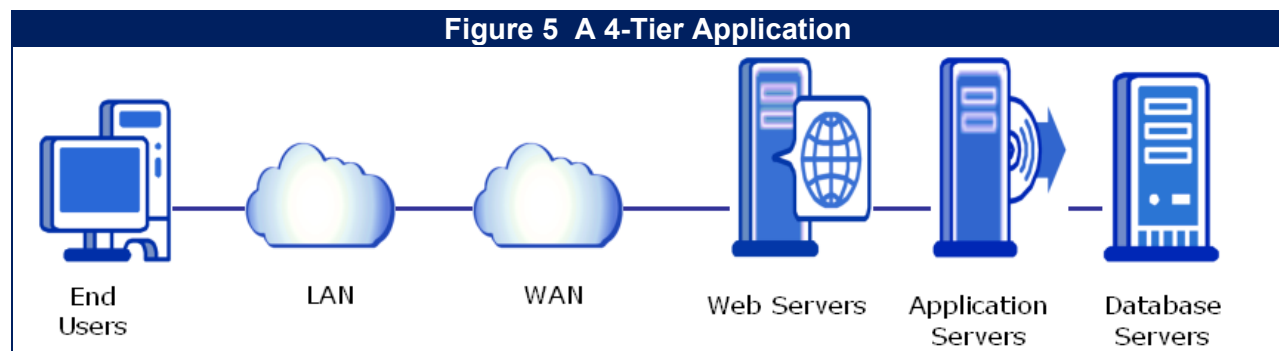 Figure 5 A 4-Tier Application
End
Users
LAN
WAN
Web Servers
Application
Servers
Database
Servers